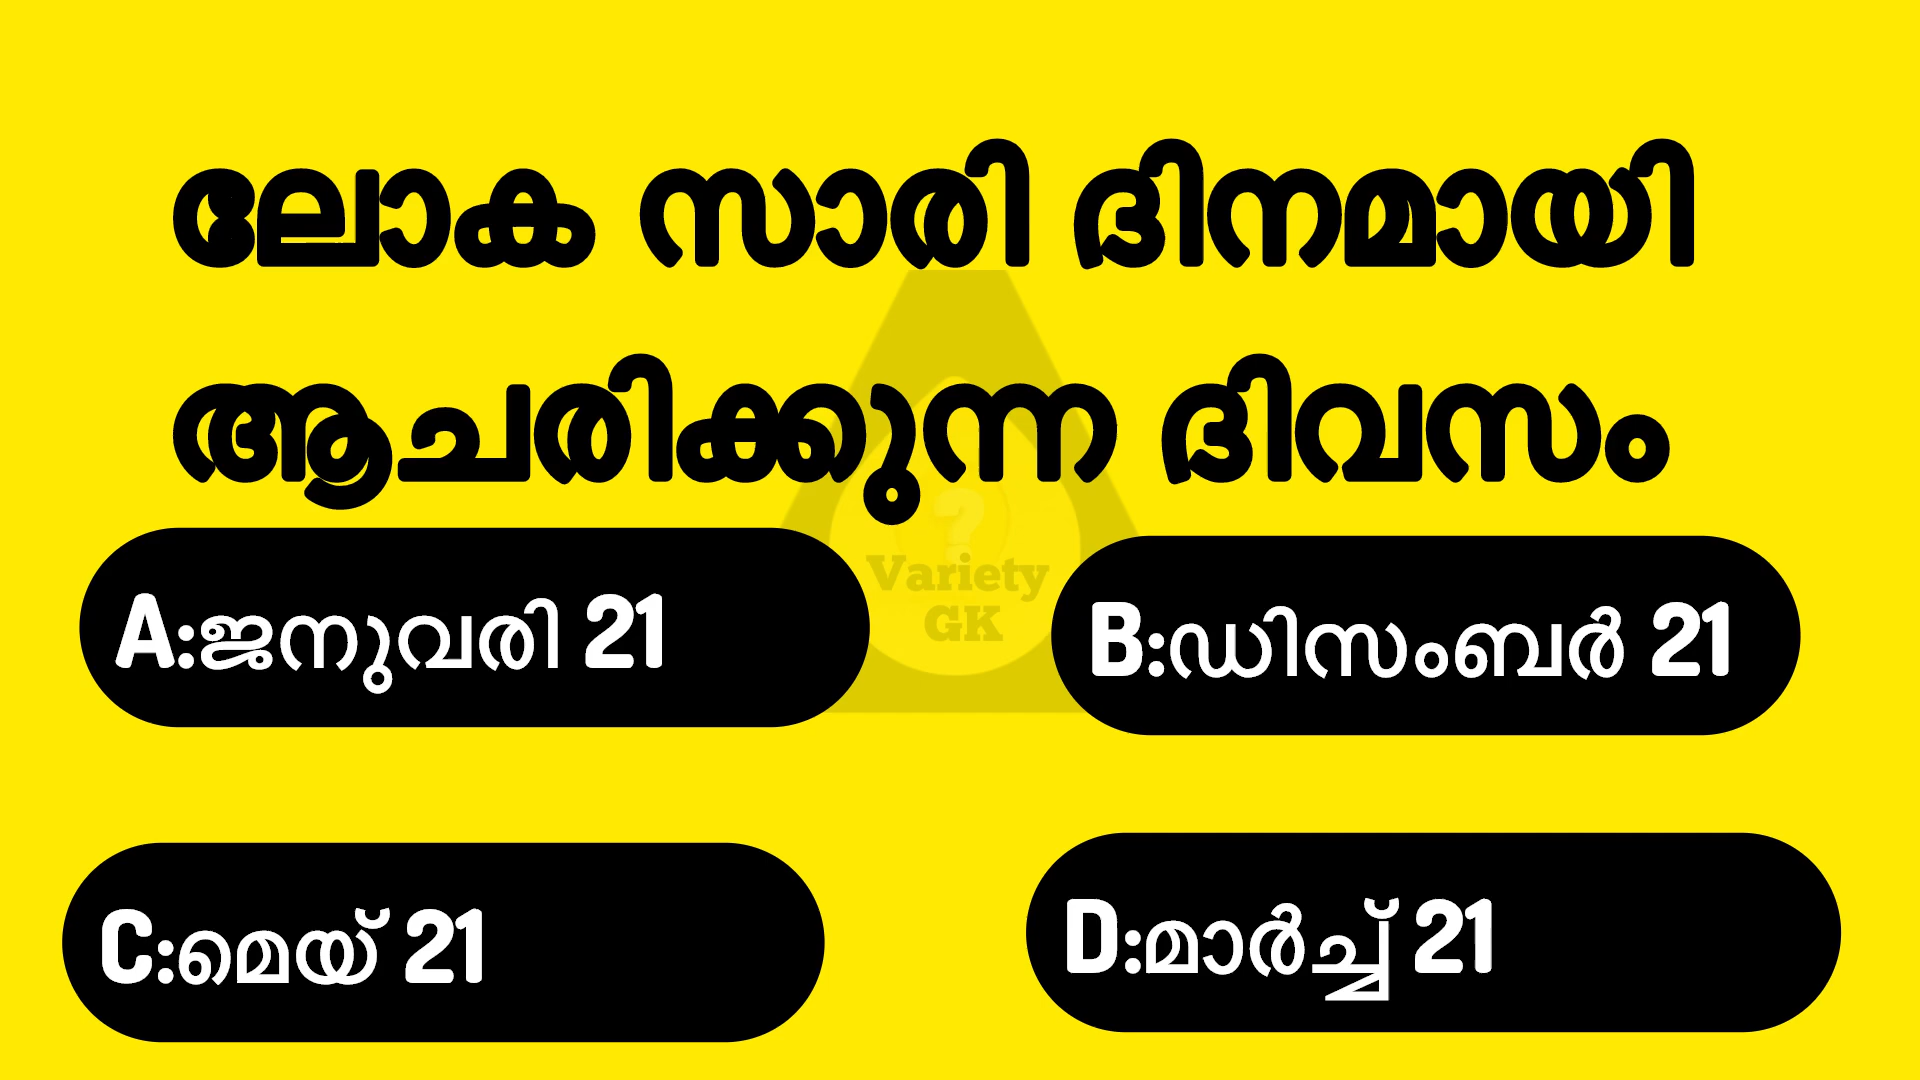 ലോക സാരി ദിനമായി
ആചരിക്കുന്ന ദിവസം
?
Variety
GK
A:ജനുവരി 21
B:ഡിസംബർ 21
C:മെയ് 21
D:മാർച്ച് 21